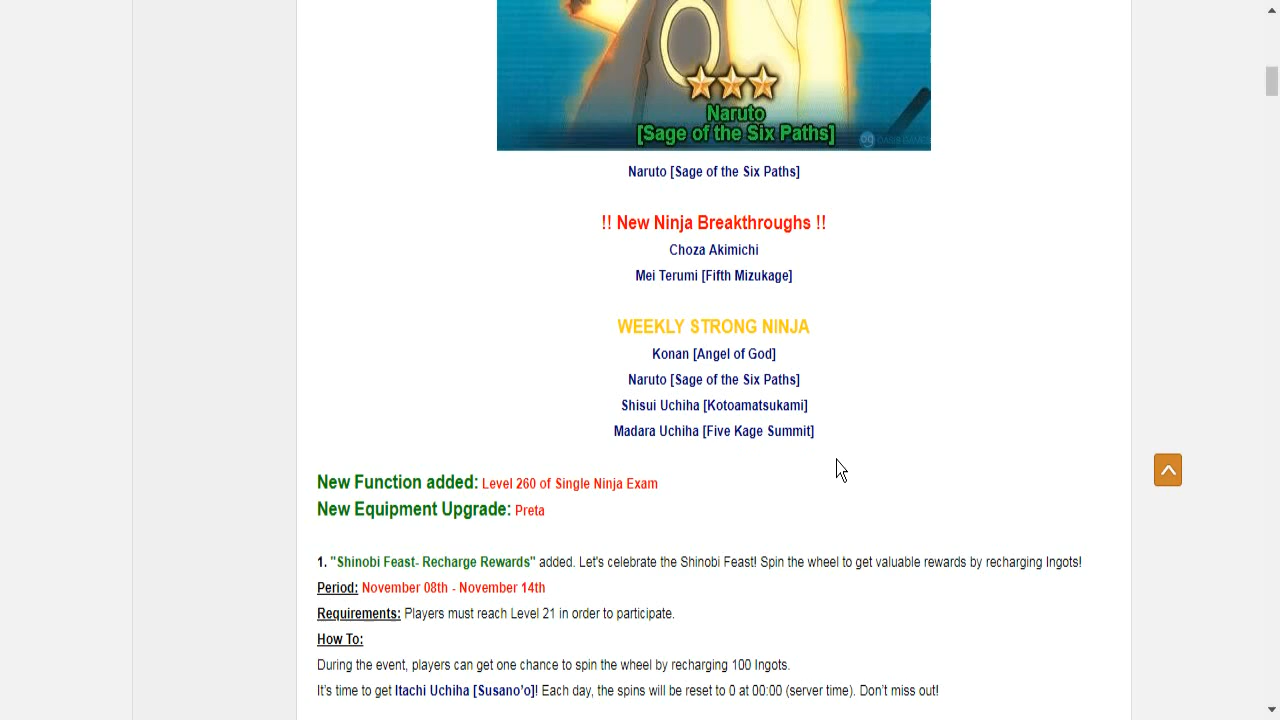 Naruto
[Sage of the Six Paths]
Naruto [Sage of the Six Paths]
!! New Ninja Breakthroughs !!
Choza Akimichi
Mei Terumi [Fifth Mizukage]
WEEKLY STRONG NINJA
Konan [Angel of God]
Naruto [Sage of the Six Paths]
Shisui Uchiha [Kotoamatsukami]
Madara Uchiha [Five Kage Summit]
New Function added: Level 260 of Single Ninja Exam
New Equipment Upgrade: Preta
1. "Shinobi Feast- Recharge Rewards" added. Let's celebrate the Shinobi Feast! Spin the wheel to get valuable rewards by recharging Ingots!
Period: November 08th - November 14th
Requirements: Players must reach Level 21 in order to participate.
How To:
During the event, players can get one chance to spin the wheel by recharging 100 Ingots.
It’s time to get Itachi Uchiha [Susano’o]! Each day, the spins will be reset to 0 at 00:00 (server time). Don’t miss out!